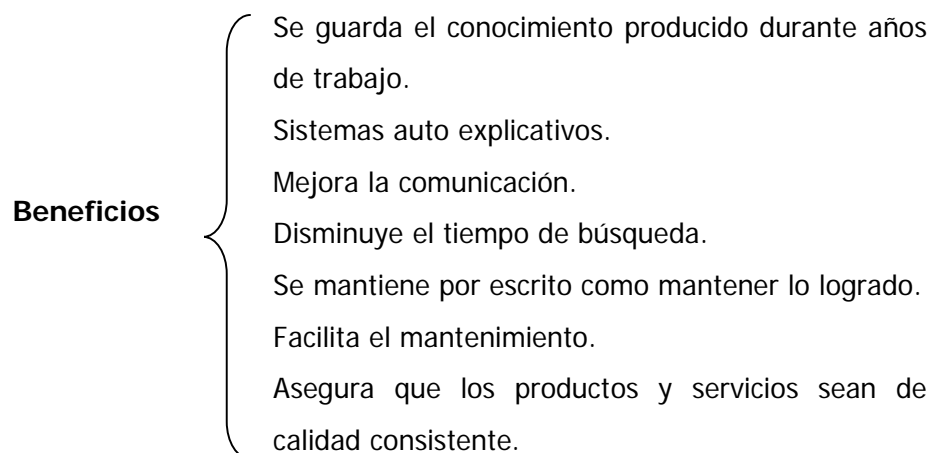 Se guarda el conocimiento producido durante años
de trabajo.
Sistemas auto explicativos.
Mejora la comunicación.
Beneficios
Disminuye el tiempo de búsqueda.
Se mantiene por escrito como mantener lo logrado.
Facilita el mantenimiento.
Asegura que los productos y servicios sean de
calidad consistente.